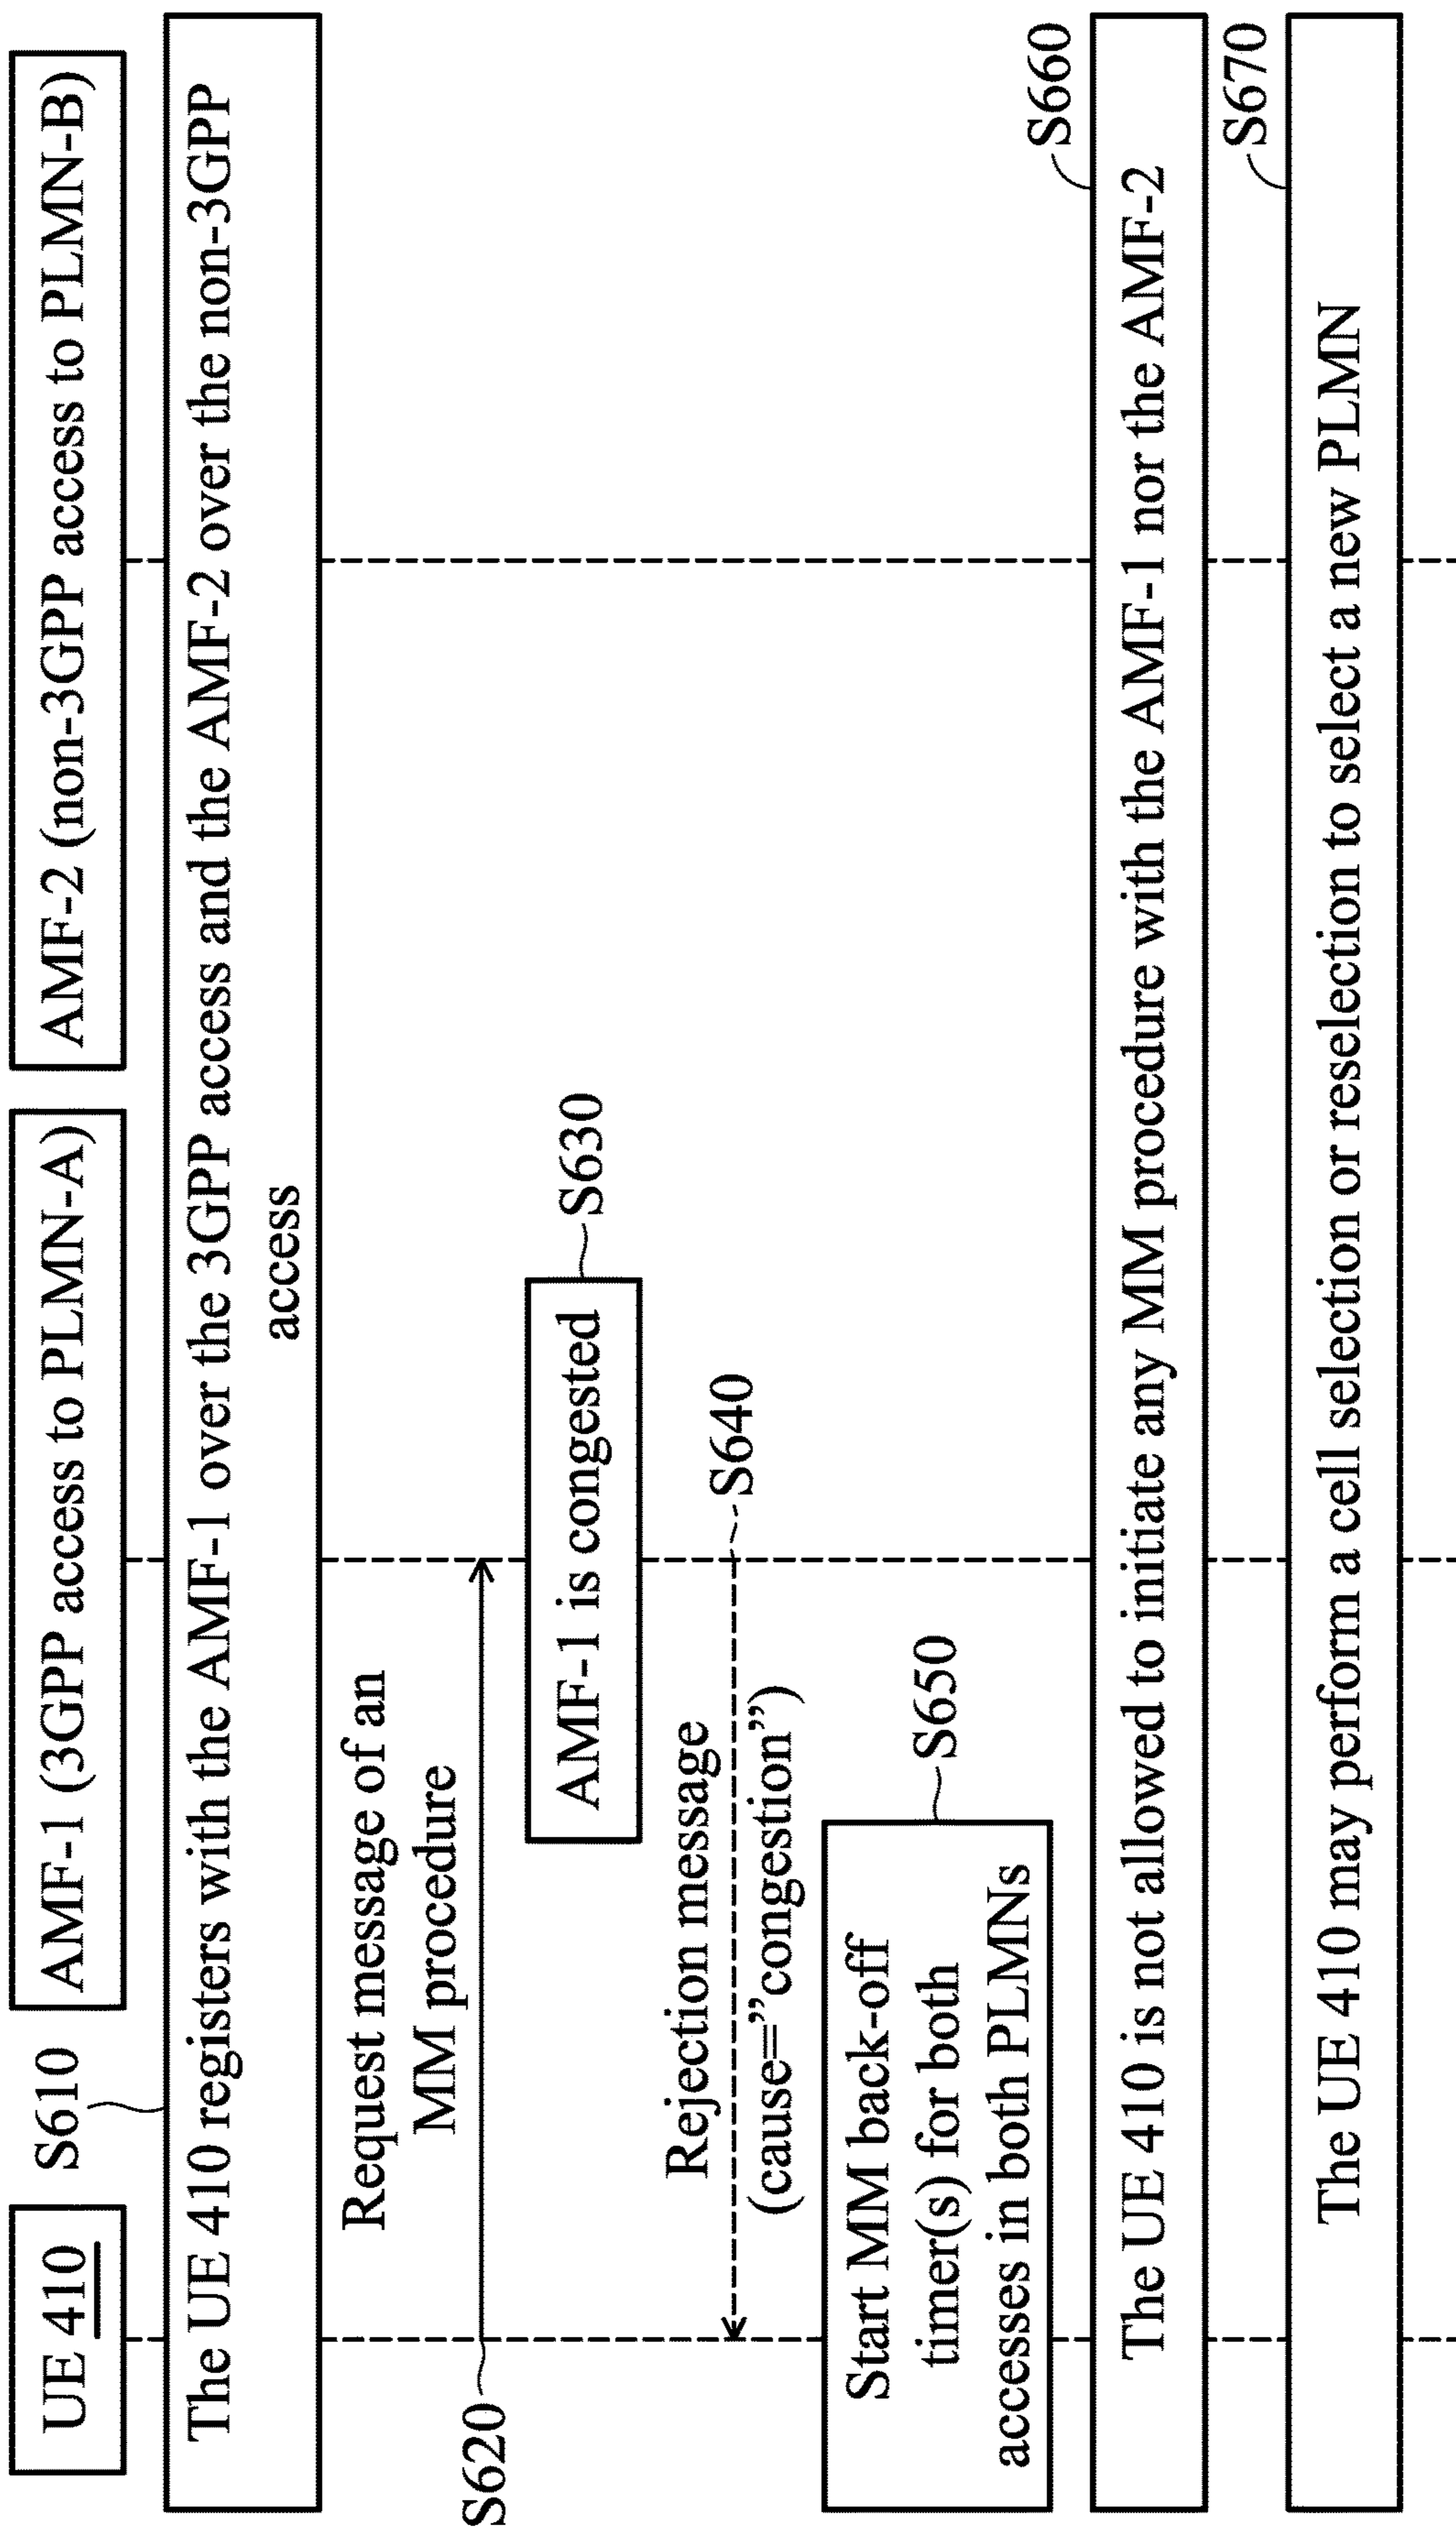 UE 410
S610
AMF-1 (3GPP access to PLMN-A)
AMF-2 (non-3GPP access to PLMN-B)
The UE 410 registers with the AMF-1 over the 3GPP access and the AMF-2 over the non-3GPP
access
Request message of an
MM procedure
S620
AMF-1 is congested
S630
Rejection message
(cause=”congestion”)
S640
Start MM back-off
timer(s) for both
accesses in both PLMNs
S650
S660
The UE 410 is not allowed to initiate any MM procedure with the AMF-1 nor the AMF-2
S670
The UE 410 may perform a cell selection or reselection to select a new PLMN